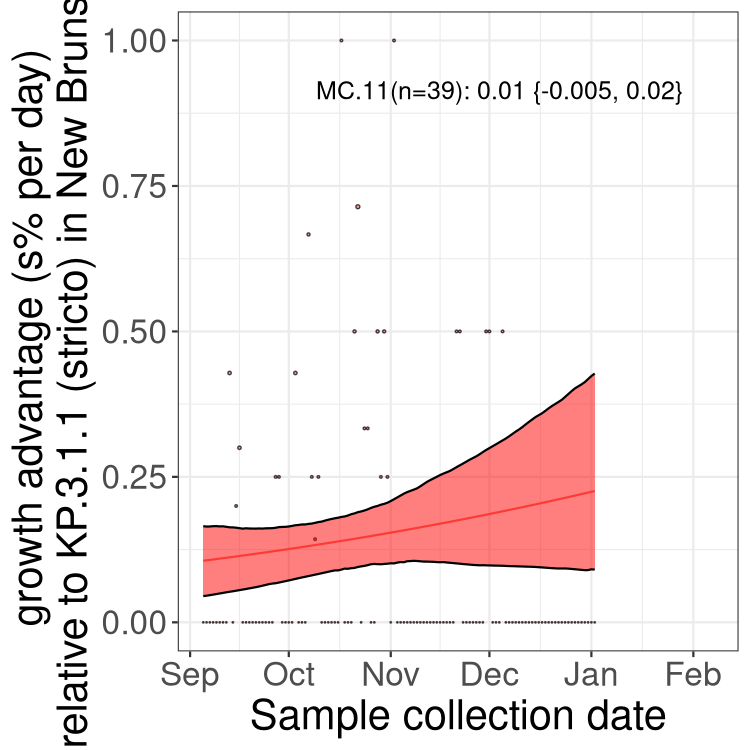 growth advantage (s% per day)
relative to KP.3.1.1 (stricto) in New Bruns
1.00
0.75
0.50
0.25
0.00
MC.11(n=39): 0.01 {-0.005, 0.02}
Sep Oct Nov Dec Jan Feb
Sample collection date